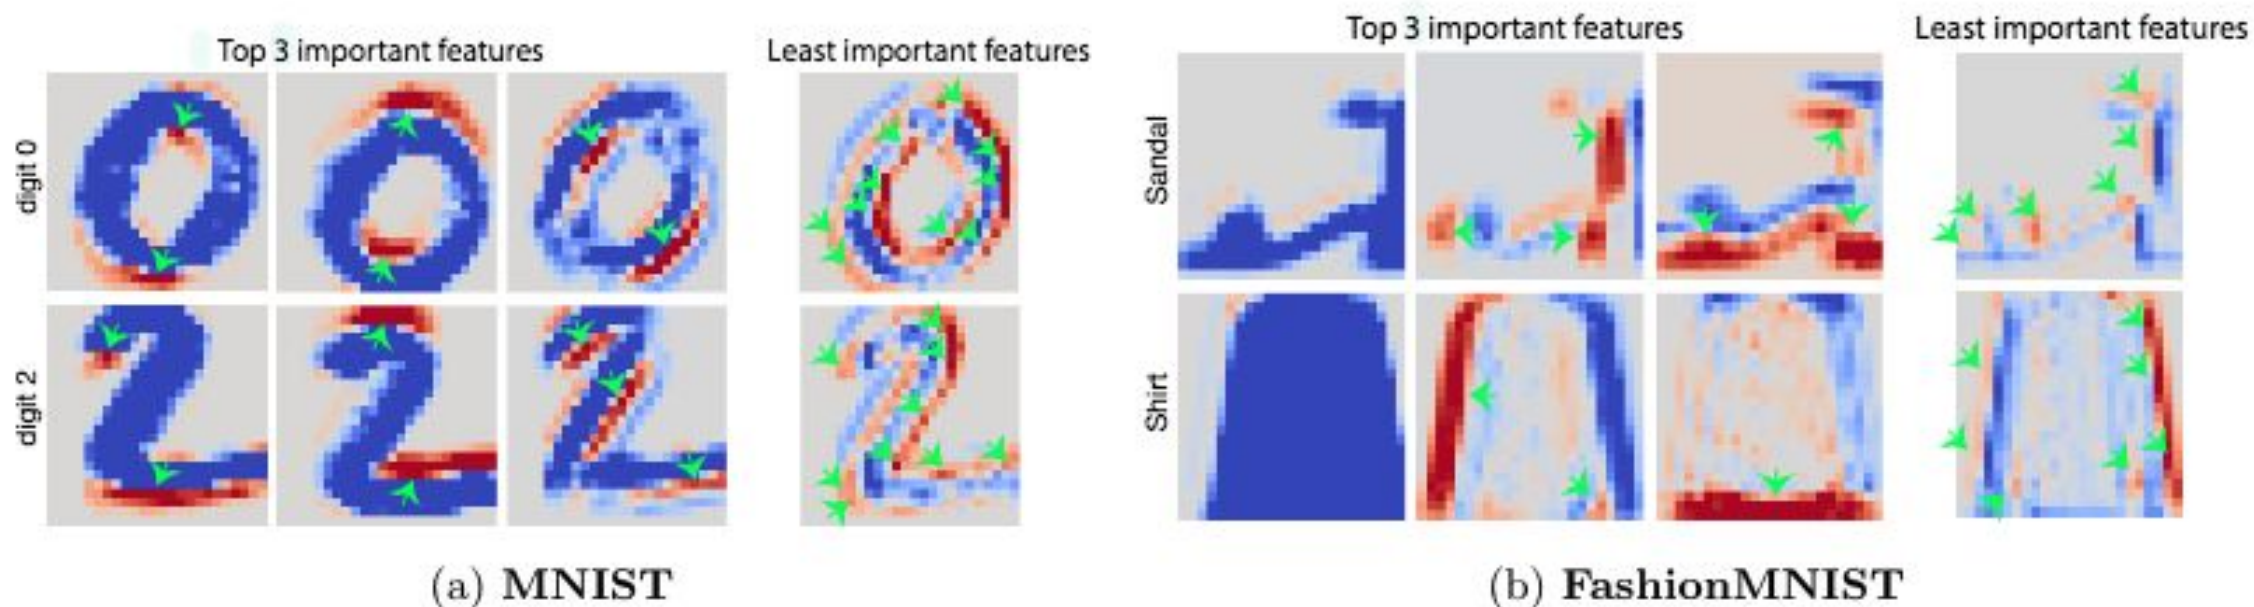 Top 3 important features
Least important features
digit 0
digit 2
(a) MNIST
Top 3 important features
Least important features
Sandal
Shirt
(b) FashionMNIST